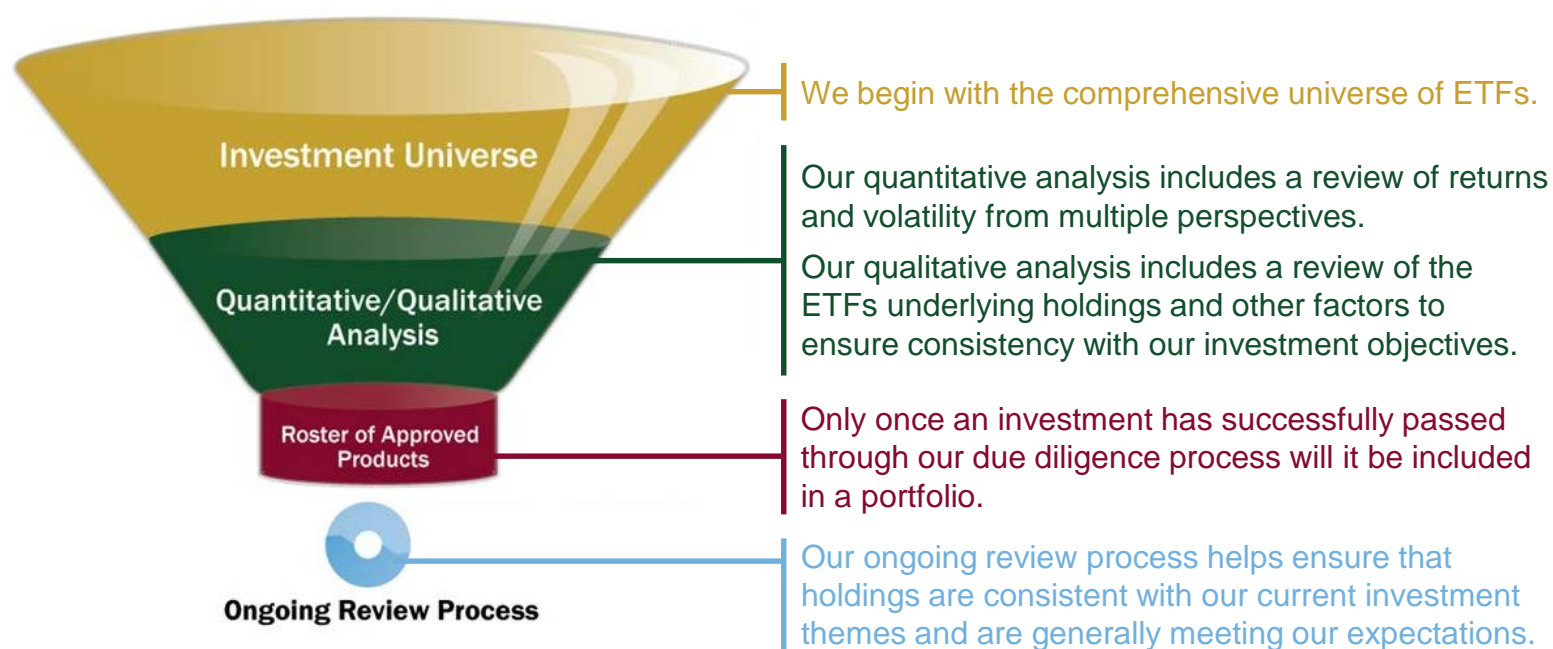 Investment Universe
We begin with the comprehensive universe of ETFs.
Quantitative/Qualitative
Analysis
Our quantitative analysis includes a review of returns
and volatility from multiple perspectives.
Our qualitative analysis includes a review of the
ETFs underlying holdings and other factors to
ensure consistency with our investment objectives.
Roster of Approved
Products
Only once an investment has successfully passed
through our due diligence process will it be included
in a portfolio.
Ongoing Review Process
Our ongoing review process helps ensure that
holdings are consistent with our current investment
themes and are generally meeting our expectations.